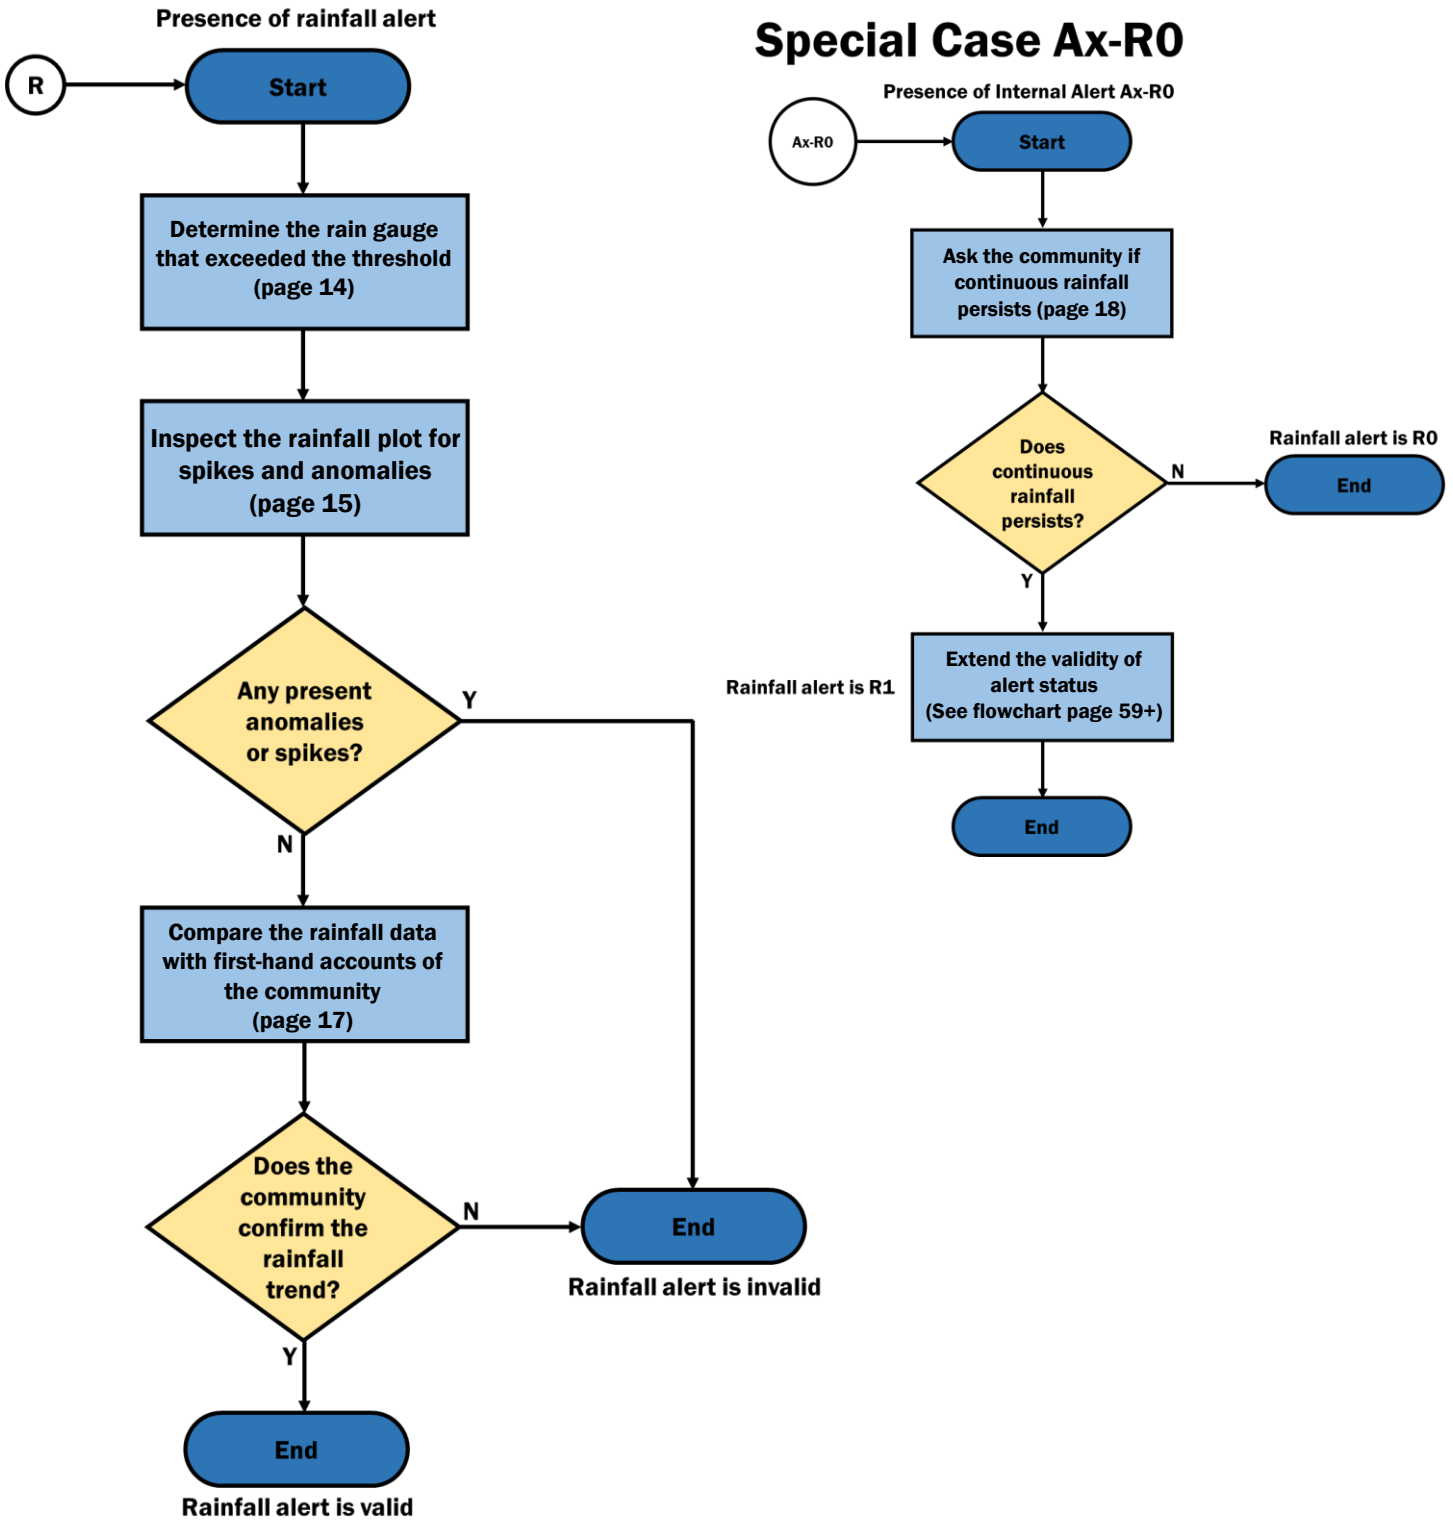 Presence of rainfall alert
R
Start
Determine the rain gauge
that exceeded the threshold
(page 14)
Inspect the rainfall plot for
spikes and anomalies
(page 15)
Any present
anomalies
or spikes?
Y
N
Compare the rainfall data
with first-hand accounts of
the community
(page 17)
Does the
community
confirm the
rainfall
trend?
N
End
Rainfall alert is invalid
Y
End
Rainfall alert is valid
Special Case Ax-R0
Presence of Internal Alert Ax-R0
Ax-R0
Start
Ask the community if
continuous rainfall
persists (page 18)
Does
continuous
rainfall
persists?
N
Rainfall alert is R0
End
Y
Rainfall alert is R1
Extend the validity of
alert status
(See flowchart page 59+)
End